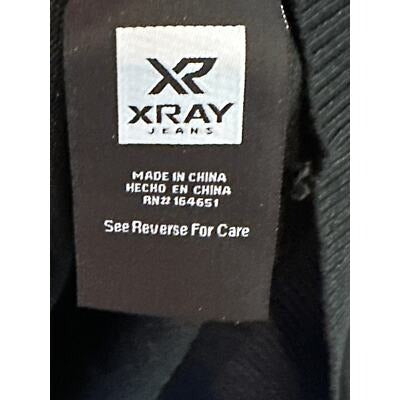 XR
XRAY
JEANS
MADE IN CHINA
HECHO EN CHINA
RN# 164651
See Reverse For Care